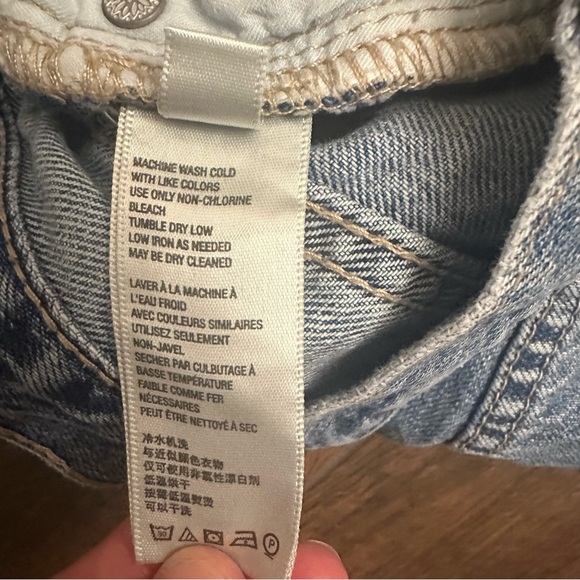 MACHINE WASH COLD
WITH LIKE COLORS
USE ONLY NON-CHLORINE
BLEACH
TUMBLE DRY LOW
LOW IRON AS NEEDED
MAY BE DRY CLEANED
LAVER À LA MACHINE À
L'EAU FROID
AVEC COULEURS SIMILAIRES
UTILISEZ SEULEMENT
NON-JAVEL
SECHER PAR CULBUTAGE À
BASSE TEMPÉRATURE
FAIBLE COMME FER
NÉCESSAIRES
PEUT ÊTRE NETTOYÉ À SEC
冷水机洗
与近似颜色衣物
仅可使用非氯性漂白剂
低温烘干
按需低温熨烫
可以干洗
30 P